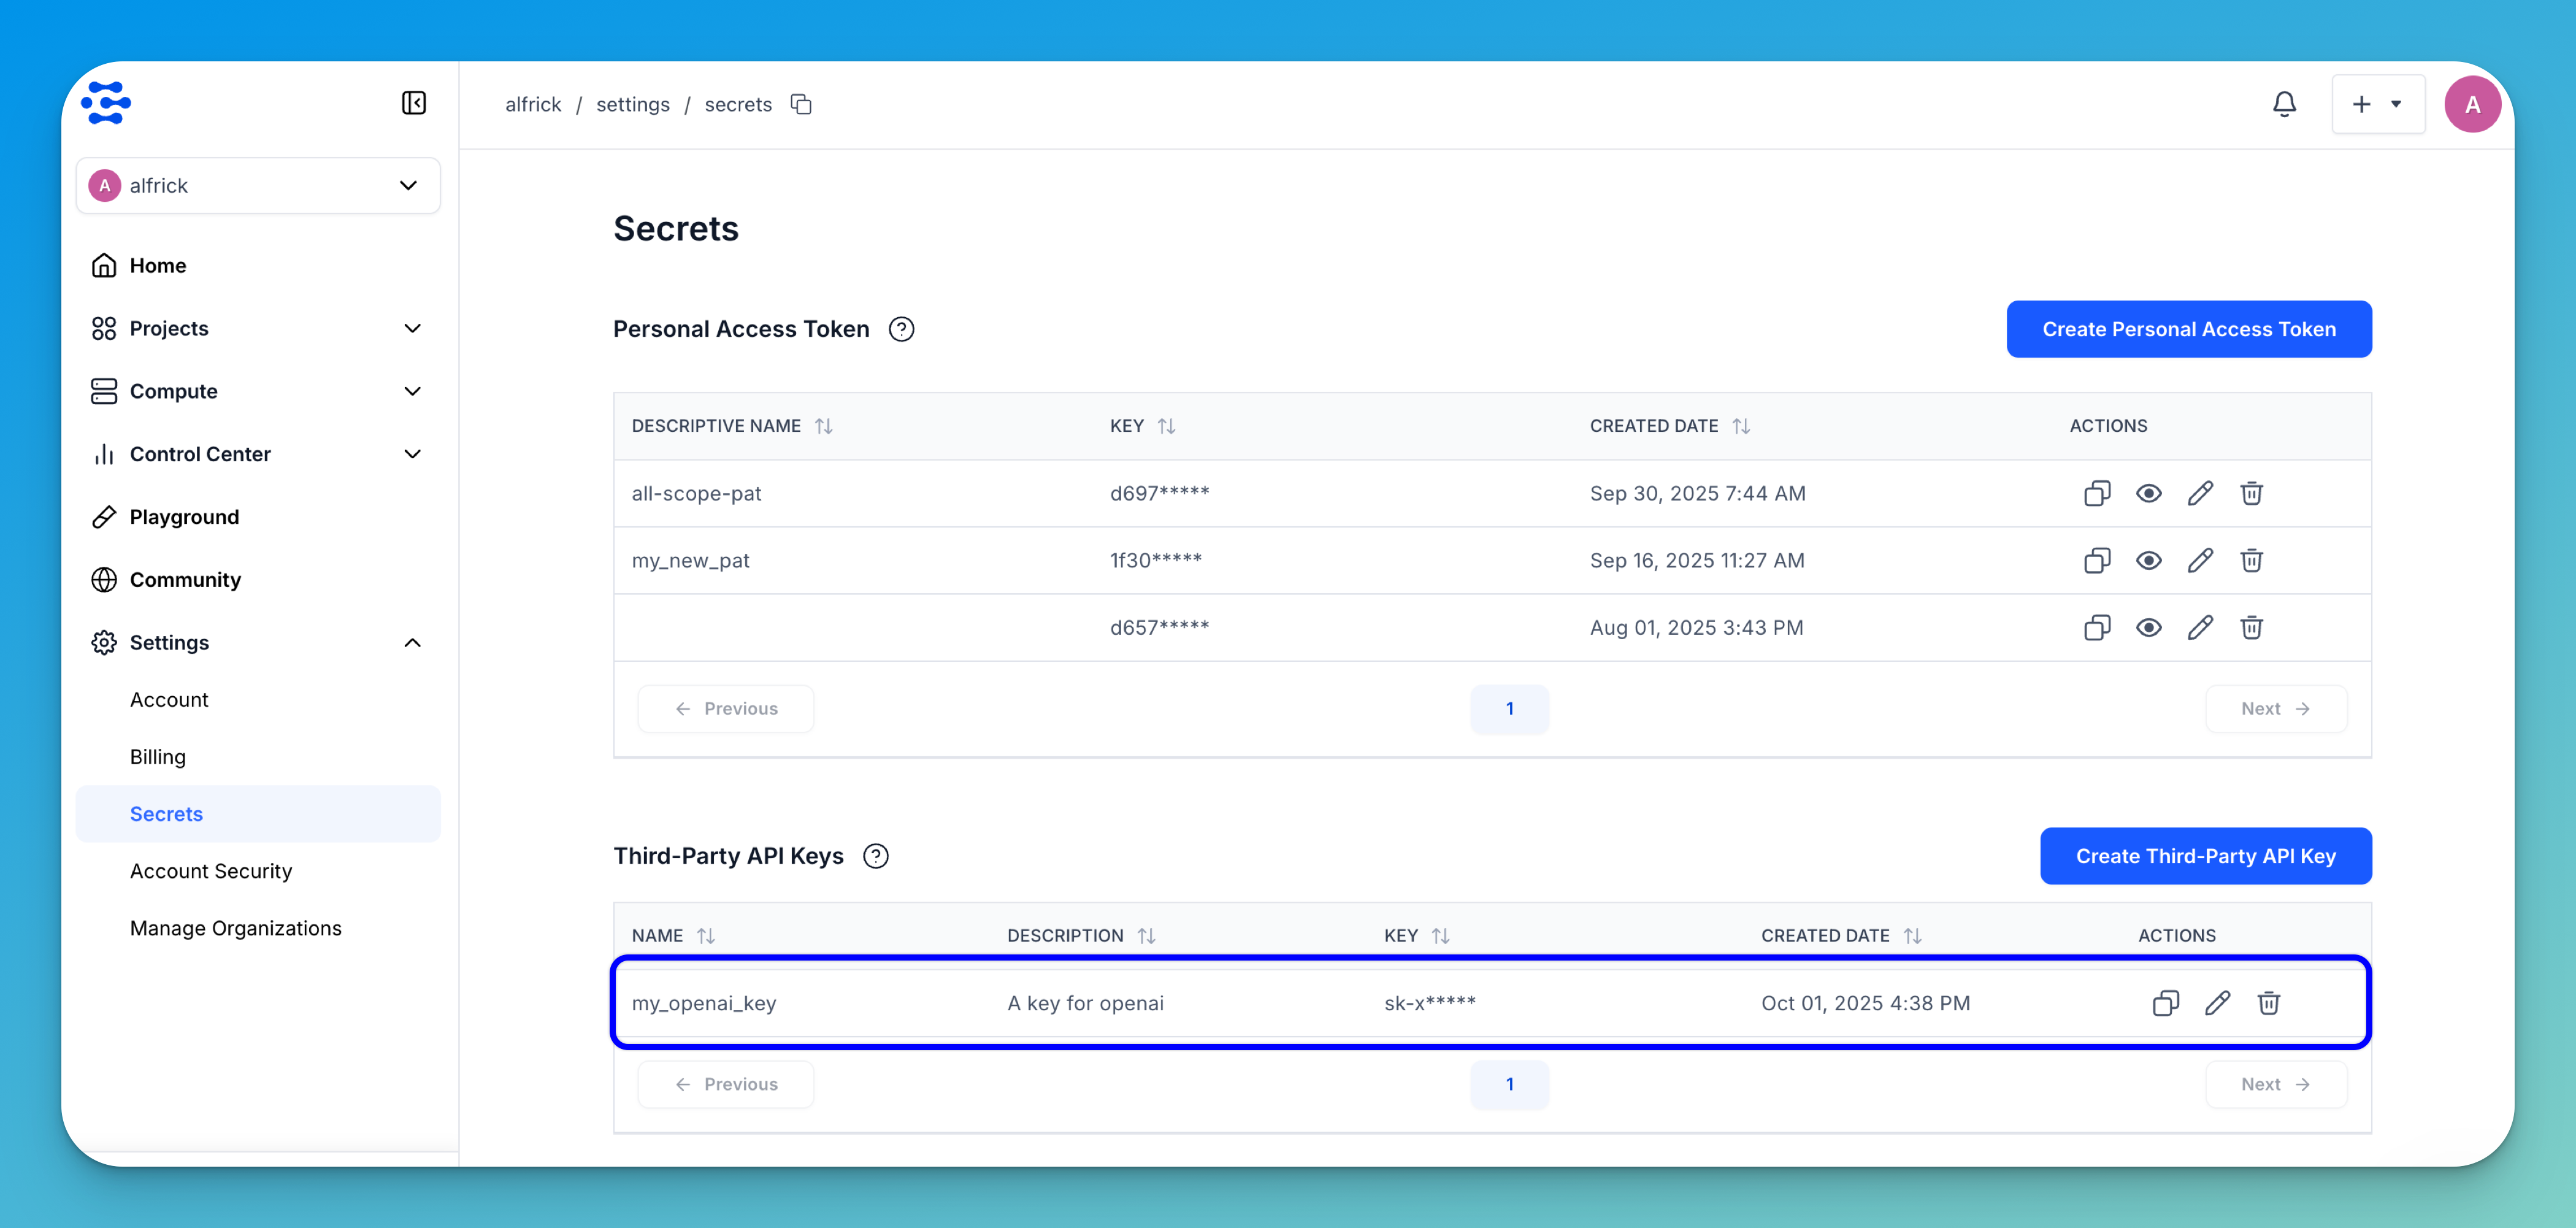 alfrick / settings / secrets
A
A alfrick
Home
Projects
Compute
Control Center
Playground
Community
Settings
Account
Billing
Secrets
Account Security
Manage Organizations
Secrets
Personal Access Token ?
Create Personal Access Token
DESCRIPTIVE NAME KEY CREATED DATE ACTIONS
all-scope-pat d697***** Sep 30, 2025 7:44 AM
my_new_pat 1f30***** Sep 16, 2025 11:27 AM
d657***** Aug 01, 2025 3:43 PM
Previous 1 Next
Third-Party API Keys ?
Create Third-Party API Key
NAME DESCRIPTION KEY CREATED DATE ACTIONS
my_openai_key A key for openai sk-x***** Oct 01, 2025 4:38 PM
Previous 1 Next